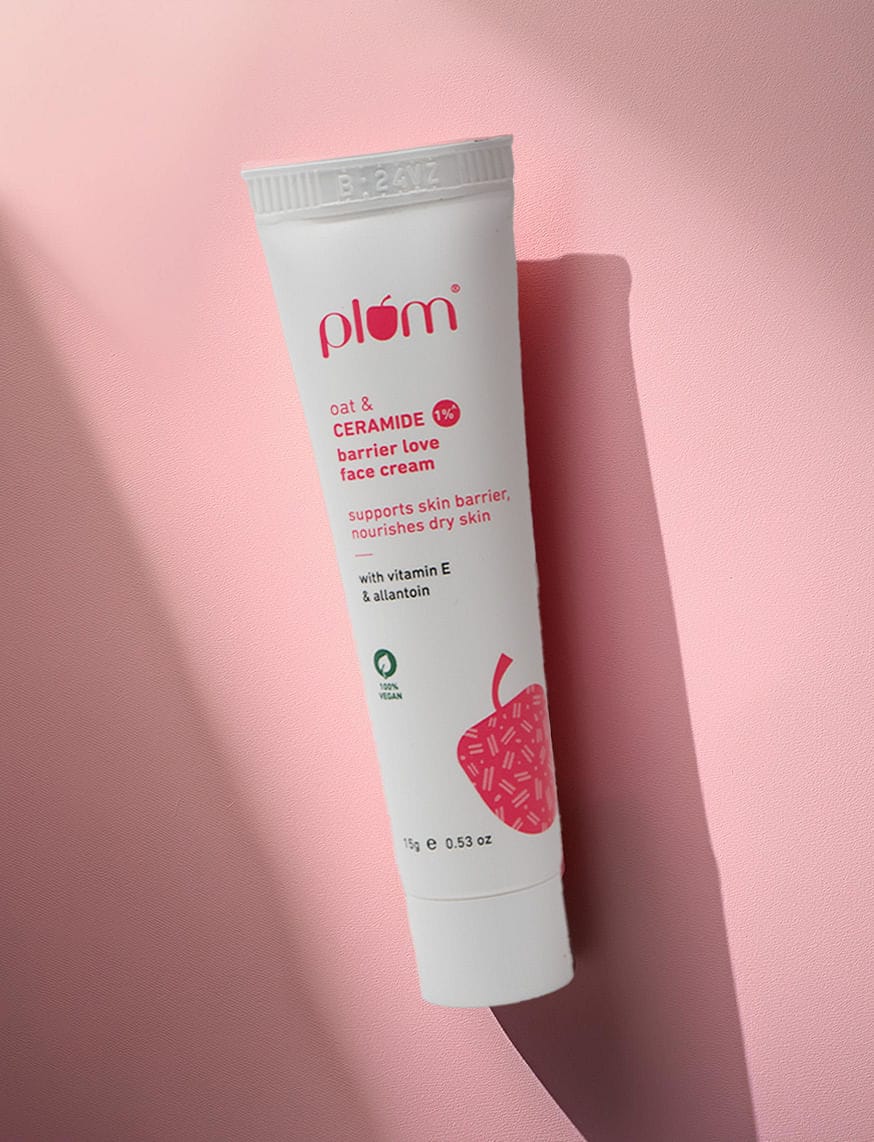 B:24VZ
plum®
oat &
CERAMIDE 1%^
barrier love
face cream
supports skin barrier,
nourishes dry skin
with vitamin E
& allantoin
100%
VEGAN
15g e 0.53 oz